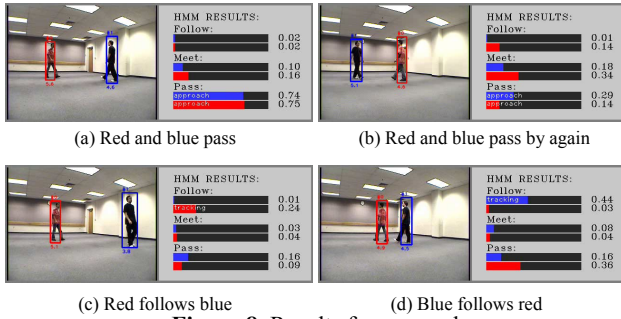 HMM RESULTS:
Follow:
0.02
0.02
Meet:
0.10
0.16
Pass:
approach 0.74
approach 0.75
4.0
(a) Red and blue pass
HMM RESULTS:
Follow:
0.01
0.14
Meet:
0.18
0.34
Pass:
approach 0.29
approach 0.14
(b) Red and blue pass by again
HMM RESULTS:
Follow:
0.01
tracking 0.24
Meet:
0.03
0.04
Pass:
0.16
0.09
(c) Red follows blue
HMM RESULTS:
Follow:
tracking 0.44
0.03
Meet:
0.08
0.04
Pass:
0.16
0.36
(d) Blue follows red